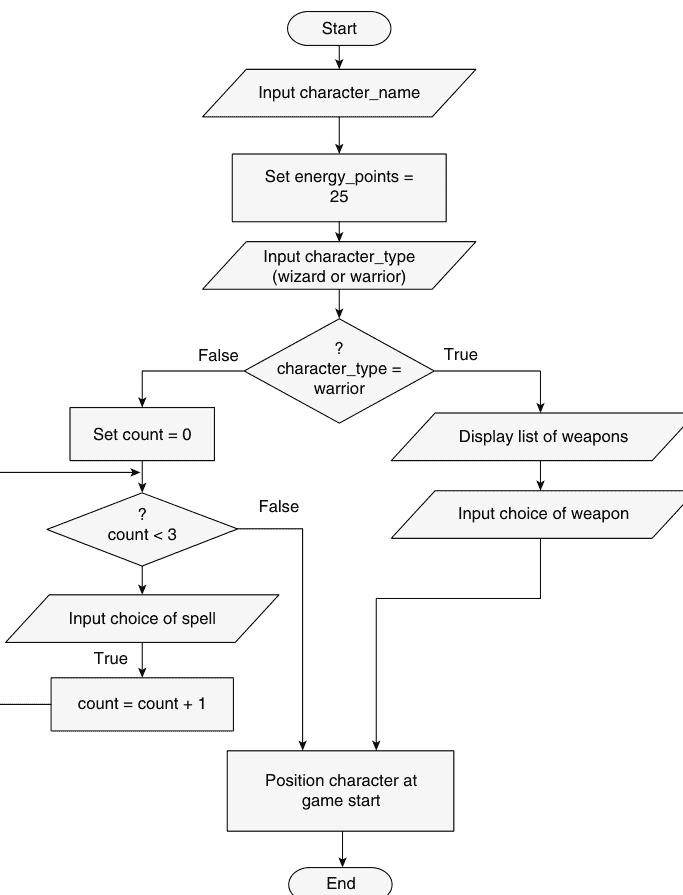 Start
Input character_name
Set energy_points =
25
Input character_type
(wizard or warrior)
?
character_type =
warrior
False
True
Set count = 0
Display list of weapons
?
count < 3
False
Input choice of weapon
Input choice of spell
True
count = count + 1
Position character at
game start
End